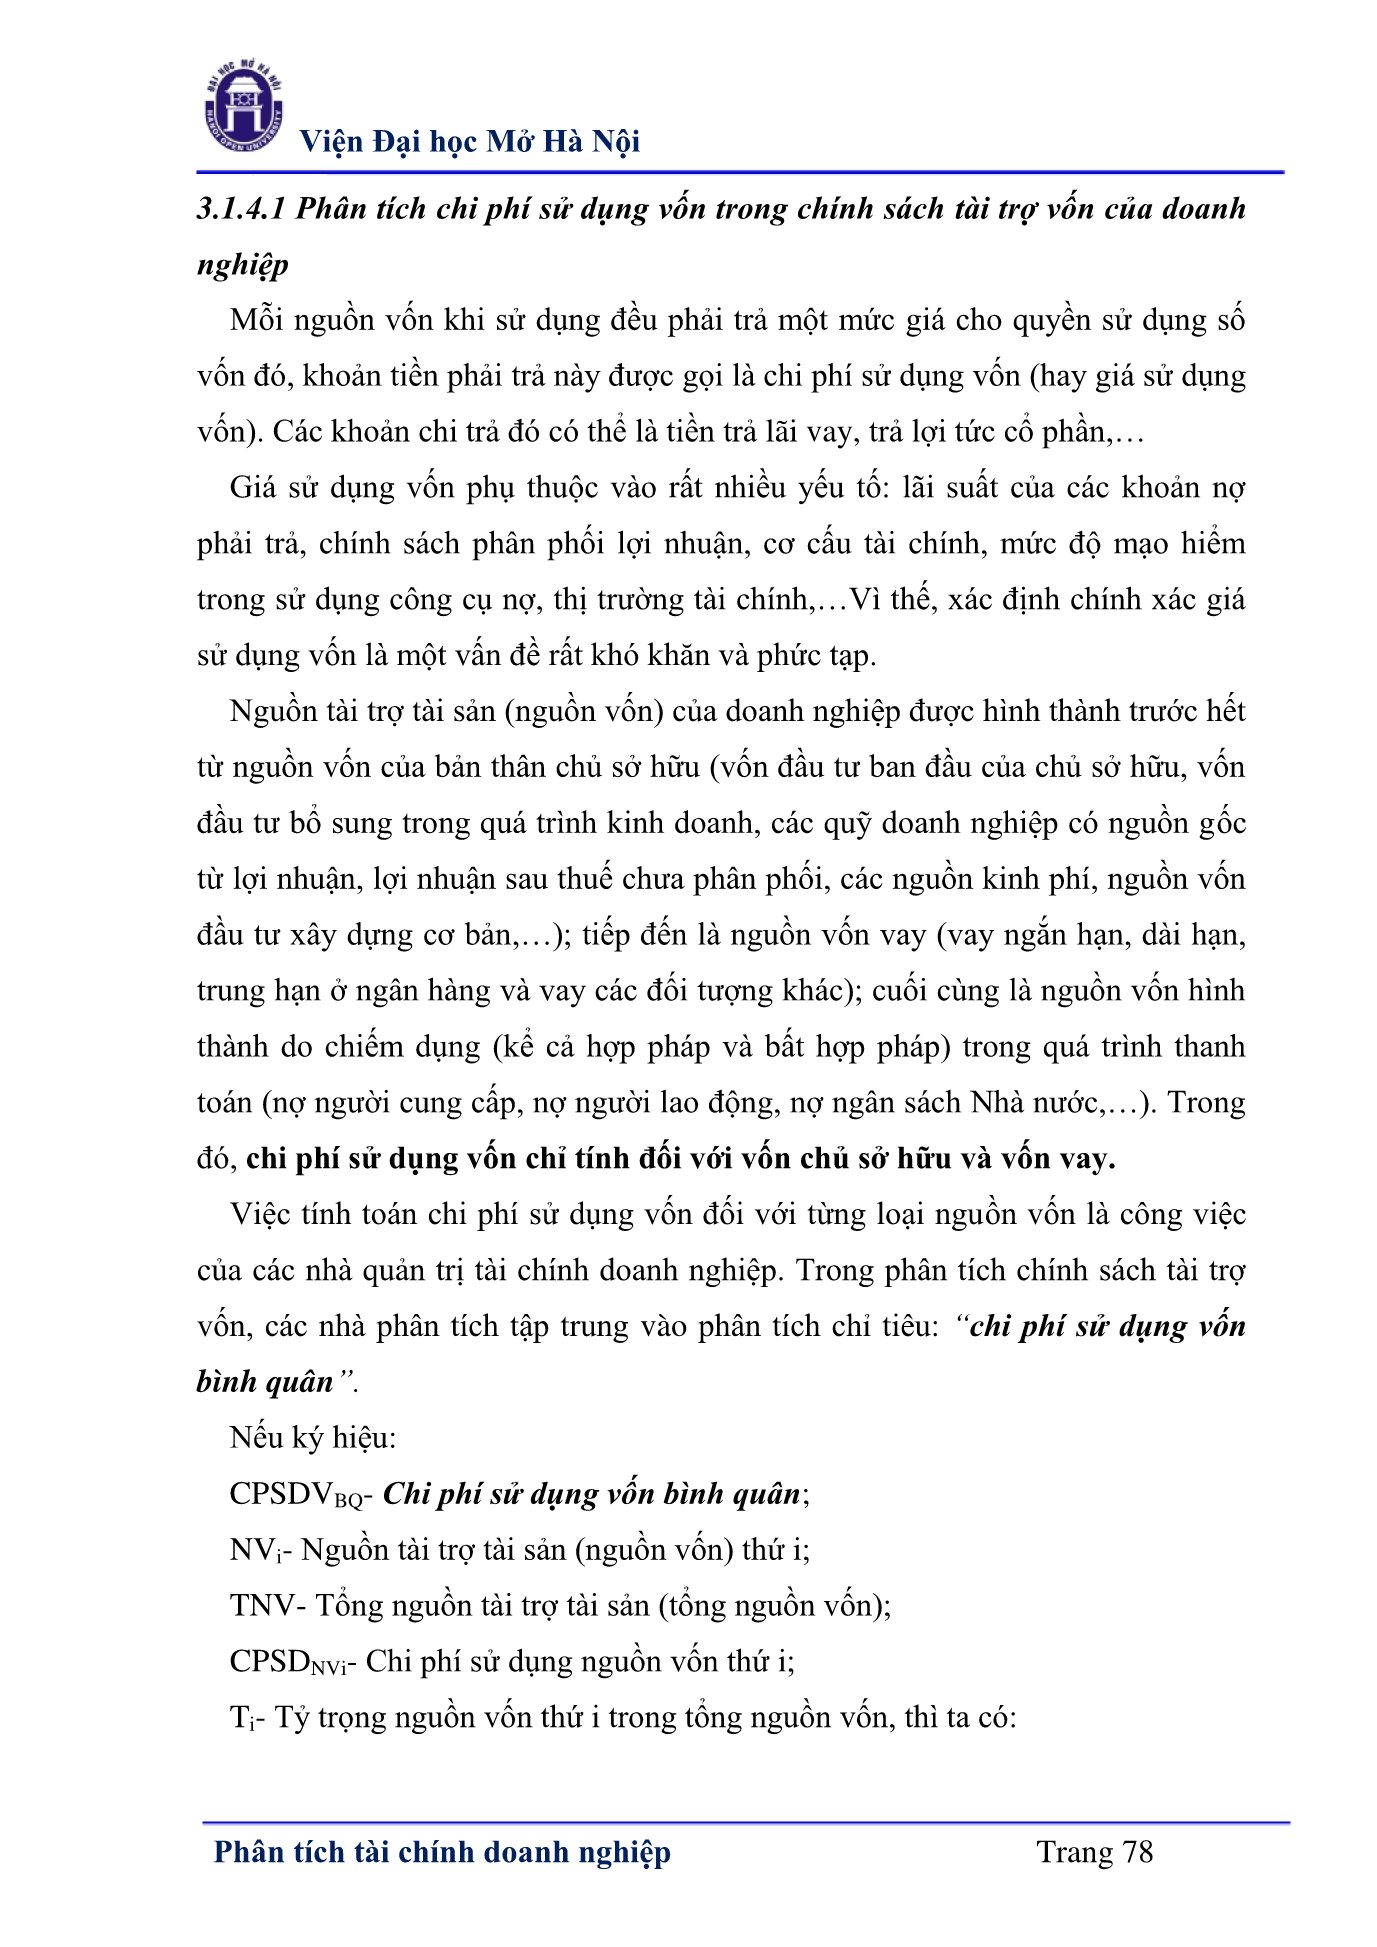 ĐẠI HỌC MỞ HÀ NỘI
HANOI OPEN UNIVERSITY
Viện Đại học Mở Hà Nội
3.1.4.1 Phân tích chi phí sử dụng vốn trong chính sách tài trợ vốn của doanh
nghiệp
Mỗi nguồn vốn khi sử dụng đều phải trả một mức giá cho quyền sử dụng số
vốn đó, khoản tiền phải trả này được gọi là chi phí sử dụng vốn (hay giá sử dụng
vốn). Các khoản chi trả đó có thể là tiền trả lãi vay, trả lợi tức cổ phần,…
Giá sử dụng vốn phụ thuộc vào rất nhiều yếu tố: lãi suất của các khoản nợ
phải trả, chính sách phân phối lợi nhuận, cơ cấu tài chính, mức độ mạo hiểm
trong sử dụng công cụ nợ, thị trường tài chính,…Vì thế, xác định chính xác giá
sử dụng vốn là một vấn đề rất khó khăn và phức tạp.
Nguồn tài trợ tài sản (nguồn vốn) của doanh nghiệp được hình thành trước hết
từ nguồn vốn của bản thân chủ sở hữu (vốn đầu tư ban đầu của chủ sở hữu, vốn
đầu tư bổ sung trong quá trình kinh doanh, các quỹ doanh nghiệp có nguồn gốc
từ lợi nhuận, lợi nhuận sau thuế chưa phân phối, các nguồn kinh phí, nguồn vốn
đầu tư xây dựng cơ bản,…); tiếp đến là nguồn vốn vay (vay ngắn hạn, dài hạn,
trung hạn ở ngân hàng và vay các đối tượng khác); cuối cùng là nguồn vốn hình
thành do chiếm dụng (kể cả hợp pháp và bất hợp pháp) trong quá trình thanh
toán (nợ người cung cấp, nợ người lao động, nợ ngân sách Nhà nước,…). Trong
đó, chi phí sử dụng vốn chỉ tính đối với vốn chủ sở hữu và vốn vay.
Việc tính toán chi phí sử dụng vốn đối với từng loại nguồn vốn là công việc
của các nhà quản trị tài chính doanh nghiệp. Trong phân tích chính sách tài trợ
vốn, các nhà phân tích tập trung vào phân tích chỉ tiêu: “chi phí sử dụng vốn
bình quân”.
Nếu ký hiệu:
CPSDV<sub>BQ</sub>- Chi phí sử dụng vốn bình quân;
NV<sub>i</sub>- Nguồn tài trợ tài sản (nguồn vốn) thứ i;
TNV- Tổng nguồn tài trợ tài sản (tổng nguồn vốn);
CPSD<sub>NVi</sub>- Chi phí sử dụng nguồn vốn thứ i;
T<sub>i</sub>- Tỷ trọng nguồn vốn thứ i trong tổng nguồn vốn, thì ta có:
Phân tích tài chính doanh nghiệp Trang 78